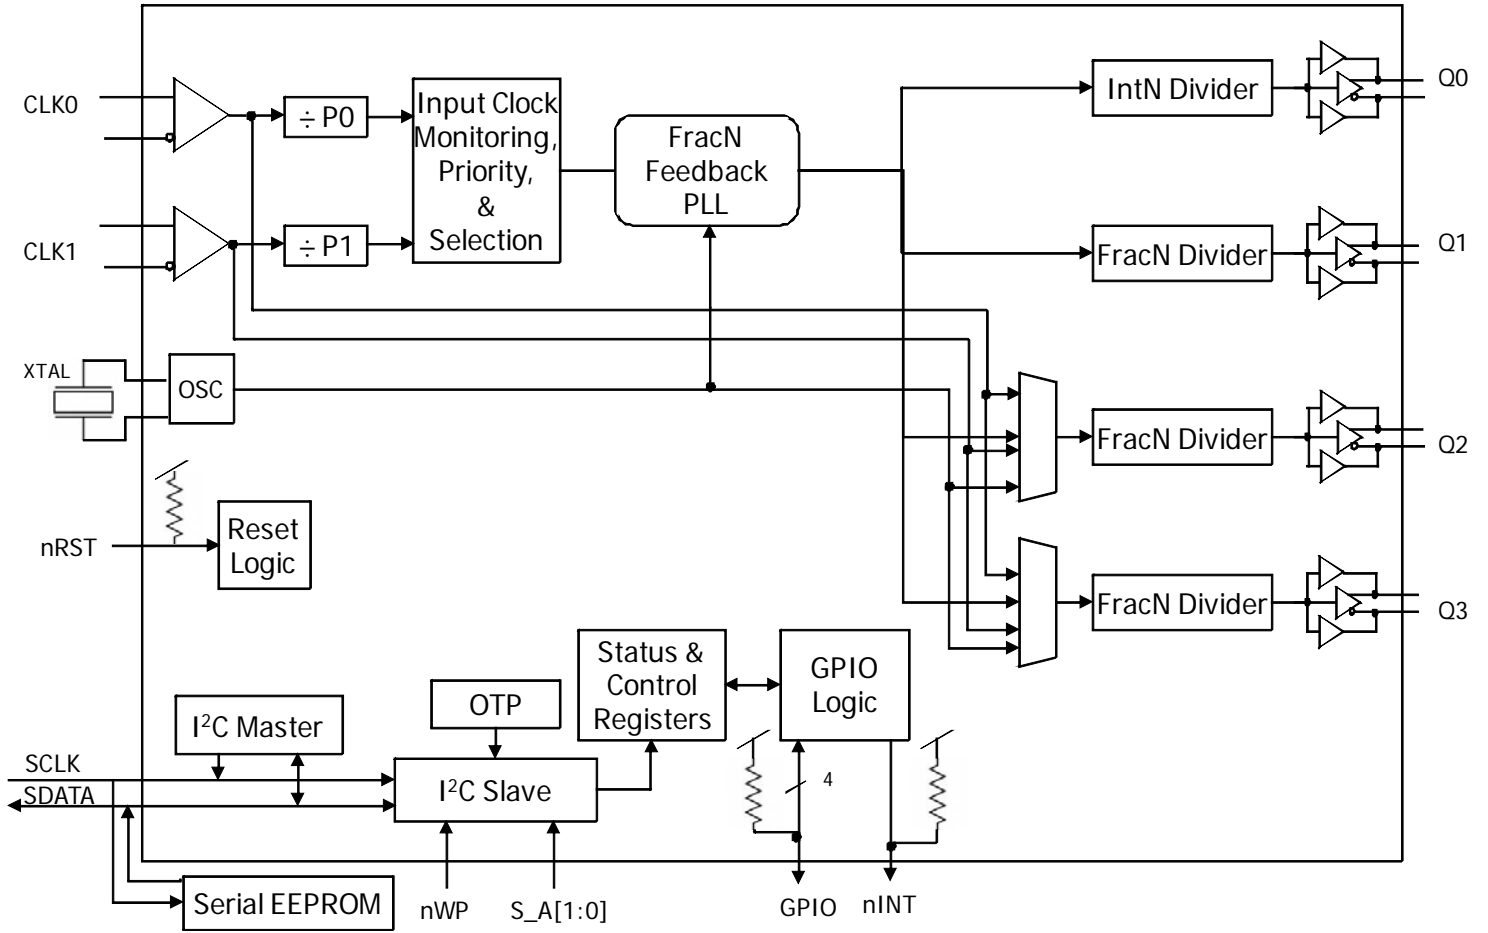 CLK0
÷ P0
Input Clock
Monitoring,
Priority,
&
Selection
FracN
Feedback
PLL
IntN Divider
Q0
CLK1
÷ P1
FracN Divider
Q1
XTAL
OSC
FracN Divider
Q2
nRST
Reset
Logic
FracN Divider
Q3
Status &
Control
Registers
GPIO
Logic
I²C Master
OTP
SCLK
SDATA
I²C Slave
4
Serial EEPROM
nWP
S_A[1:0]
GPIO
nINT